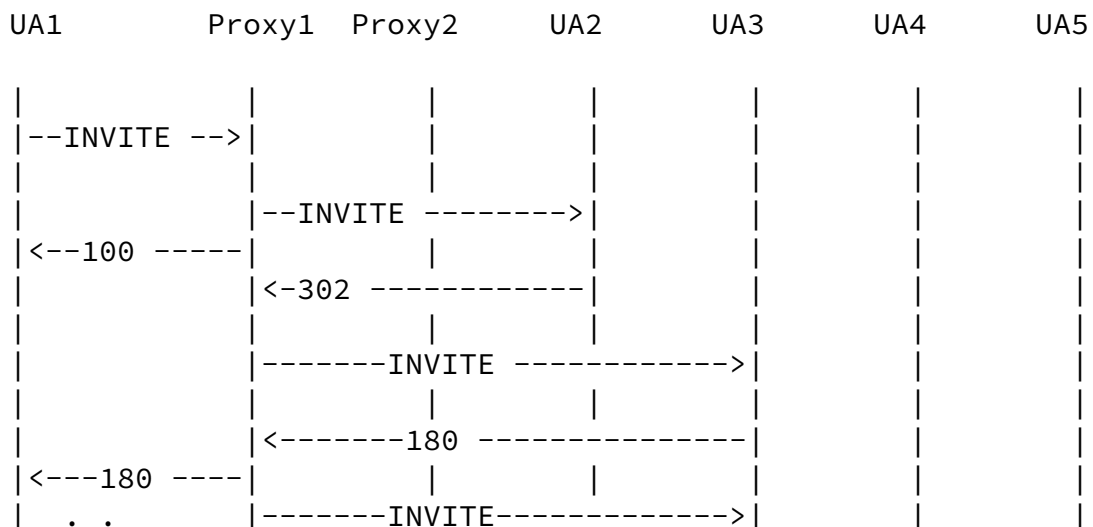 UA1 Proxy1 Proxy2 UA2 UA3 UA4 UA5
--INVITE -->
--INVITE -------->
<--100 -----
<-302 ------------
-------INVITE ------------>
<-------180 ---------------
<---180 ----
. . -------INVITE------------->